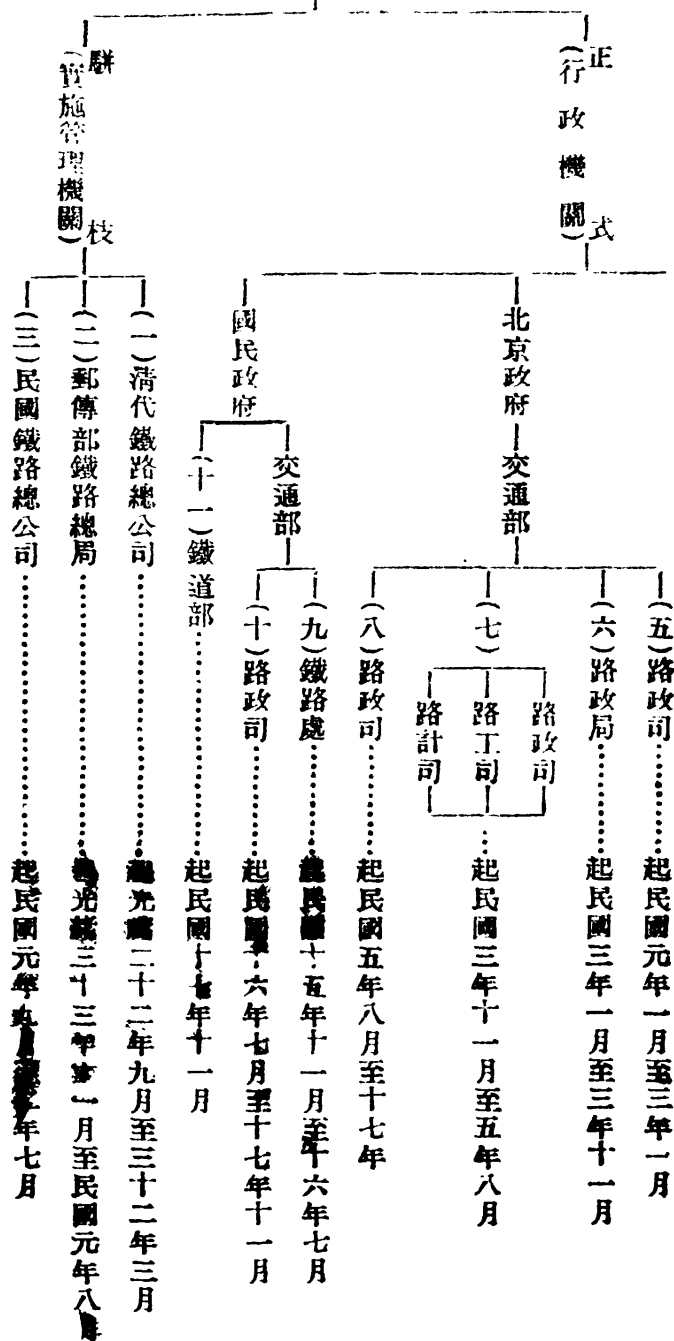 正式
（行政機關）
北京政府
交通部
（五）路政司………起民國元年一月至三年一月
（六）路政局………起民國三年一月至三年十一月
（七）
路政司
路工司
路計司
…起民國三年十一月至五年八月
（八）路政司………起民國五年八月至十七年
國民政府
交通部
（九）鐵路處………起民國十五年十一月至十六年七月
（十）路政司………起民國十六年七月至十七年十一月
（十一）鐵道部………起民國十七年十一月
駢枝
（實施管理機關）
（一）清代鐵路總公司………起光緒二十二年九月至三十二年三月
（二）郵傳部鐵路總局………起光緒三十三年 一月至民國元年八月
（三）民國鐵路總公司………起民國元年九月 年七月